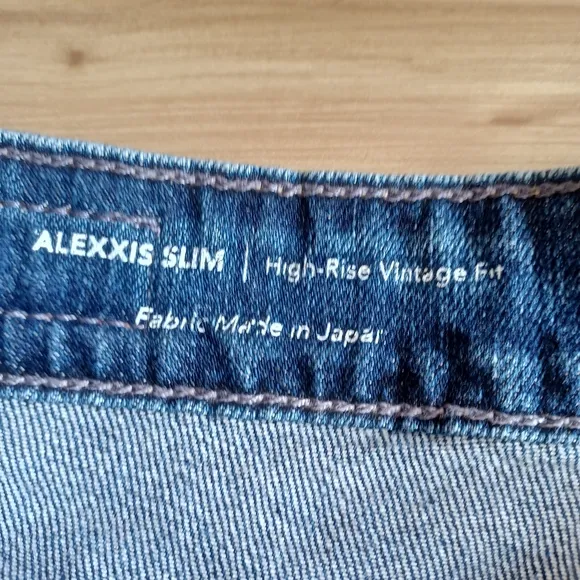 ALEXXIS SLIM | High-Rise Vintage Fit
Fabric Made in Japan